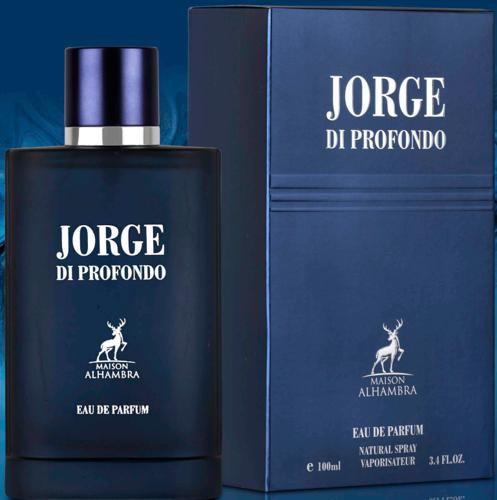 JORGE
DI PROFONDO
MAISON
ALHAMBRA
EAU DE PARFUM
JORGE
DI PROFONDO
MAISON
ALHAMBRA
EAU DE PARFUM
NATURAL SPRAY
e 100ml VAPORISATEUR 3.4 FL.OZ.